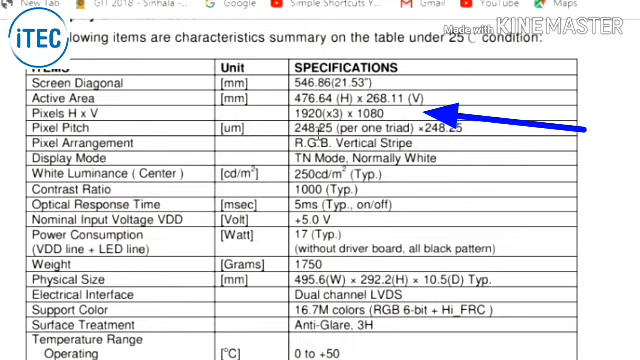 GIT 2018 - Sinhala -
Google
Simple Shortcuts Y
YouTube
Maps
Made with KINEMASTER
iTEC
lowing items are characteristics summary on the table under 25℃ condition:
ITEMS Unit SPECIFICATIONS
Screen Diagonal [mm] 546.86(21.53")
Active Area [mm] 476.64 (H) x 268.11 (V)
Pixels H x V 1920(x3) x 1080
Pixel Pitch [um] 248.25 (per one triad) ×248.25
Pixel Arrangement R.G.B. Vertical Stripe
Display Mode TN Mode, Normally White
White Luminance ( Center ) [cd/m²] 250cd/m² (Typ.)
Contrast Ratio 1000 (Typ.)
Optical Response Time [msec] 5ms (Typ., on/off)
Nominal Input Voltage VDD [Volt] +5.0 V
Power Consumption [Watt] 17 (Typ.)
(VDD line + LED line) (without driver board, all black pattern)
Weight [Grams] 1750
Physical Size [mm] 495.6(W) × 292.2(H) × 10.5(D) Typ.
Electrical Interface Dual channel LVDS
Support Color 16.7M colors (RGB 6-bit + Hi_FRC )
Surface Treatment Anti-Glare, 3H
Temperature Range
Operating [°C] 0 to +50